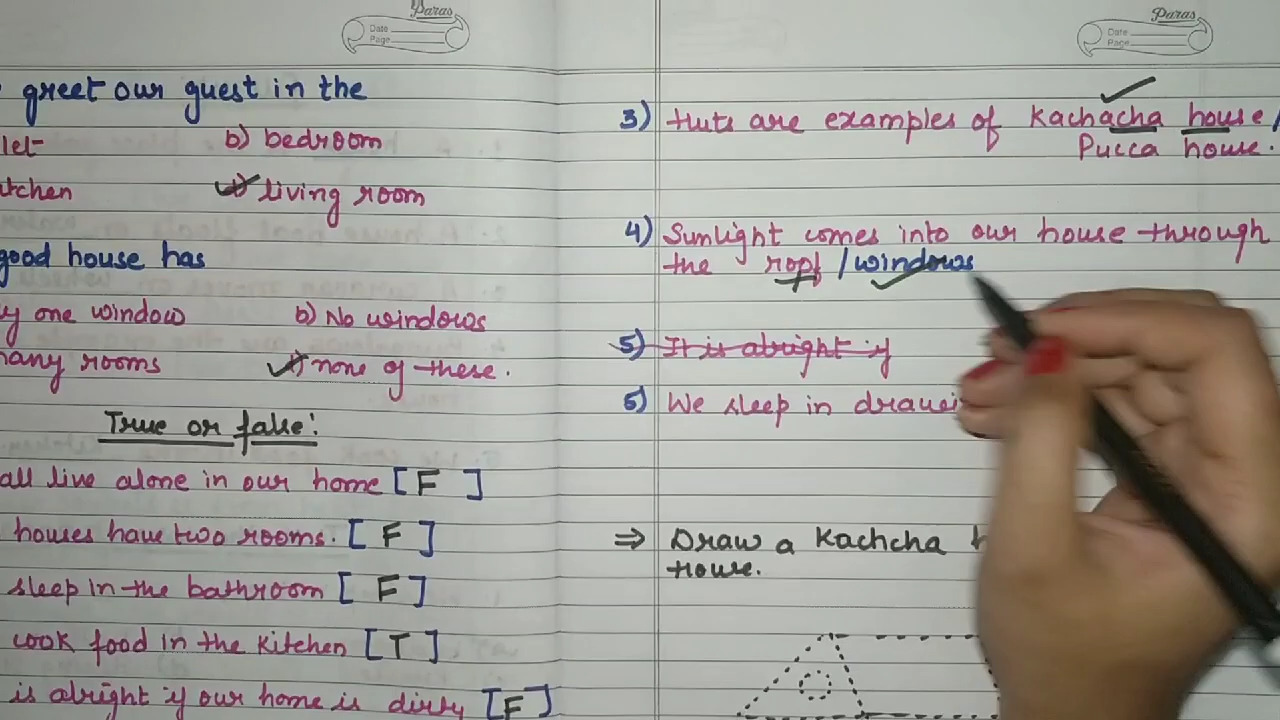 Paras
Date
Page
greet our guest in the
let
b) bedroom
tchen
living room
good house has
y one window
b) No windows
many rooms
none of these.
True or false:
all live alone in our home [F]
houses have two rooms. [F]
sleep in the bathroom [F]
cook food in the kitchen [T]
is alright if our home is dirty [F]
Paras
Date
Page
3) Huts are examples of Kachacha house/
Pucca house.
4) Sunlight comes into our house through
the roof / windows
5) It is alright if
5) We sleep in
⇒ Draw a Kachcha
House.